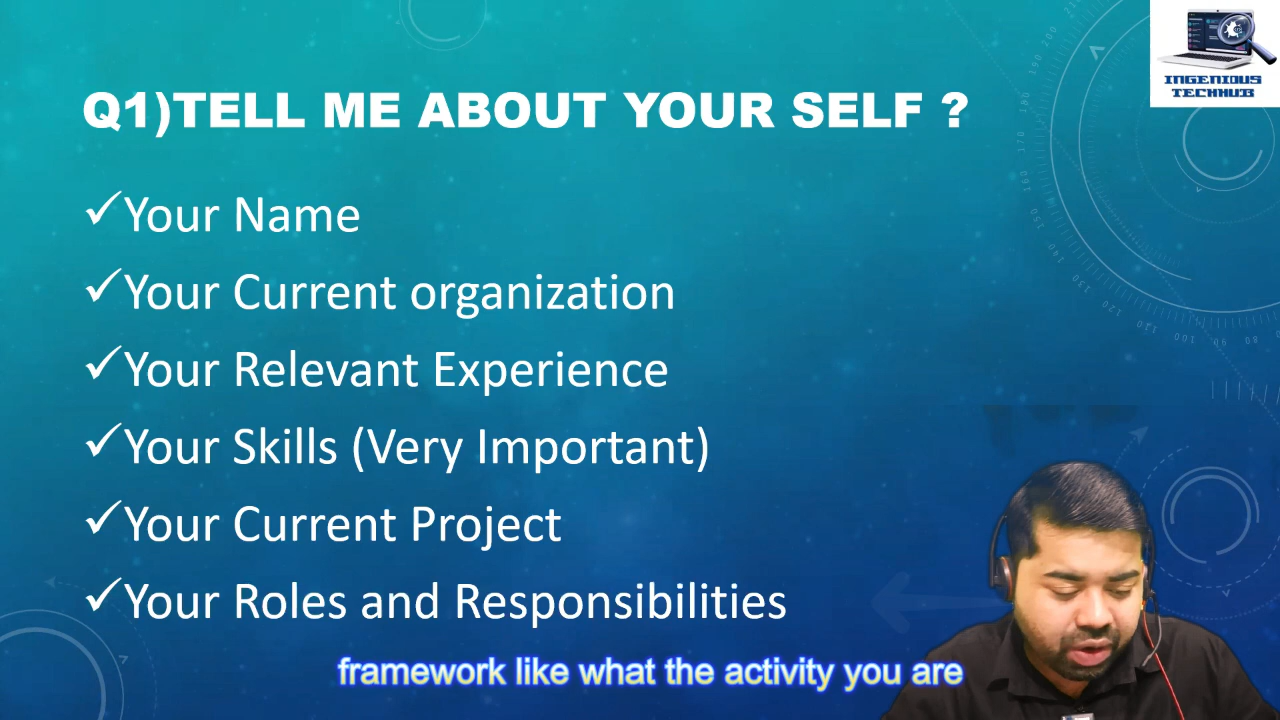 INGENIOUS
TECHHUB
Q1)TELL ME ABOUT YOUR SELF ?
✓Your Name
✓Your Current organization
✓Your Relevant Experience
✓Your Skills (Very Important)
✓Your Current Project
✓Your Roles and Responsibilities
framework like what the activity you are